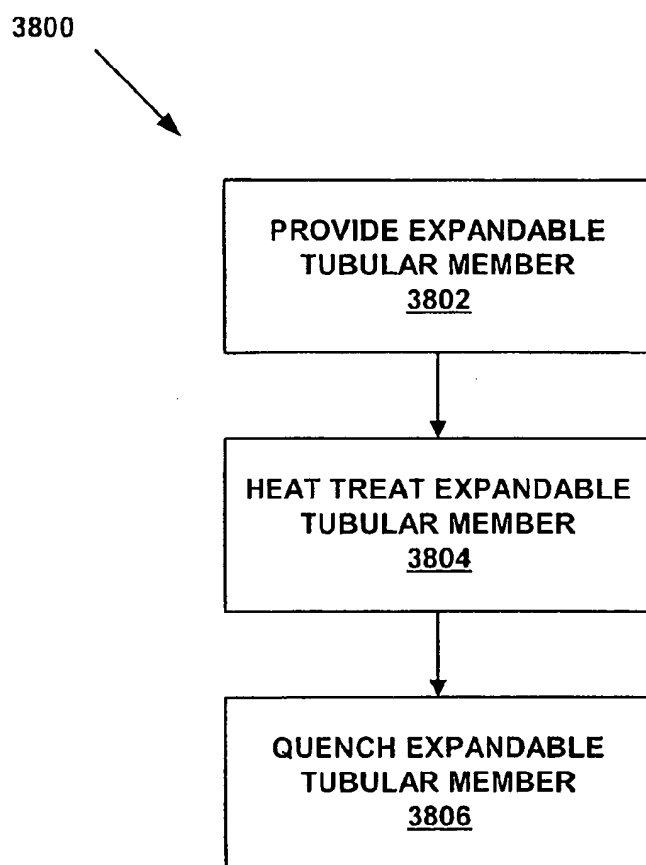 3800
PROVIDE EXPANDABLE
TUBULAR MEMBER
3802
HEAT TREAT EXPANDABLE
TUBULAR MEMBER
3804
QUENCH EXPANDABLE
TUBULAR MEMBER
3806